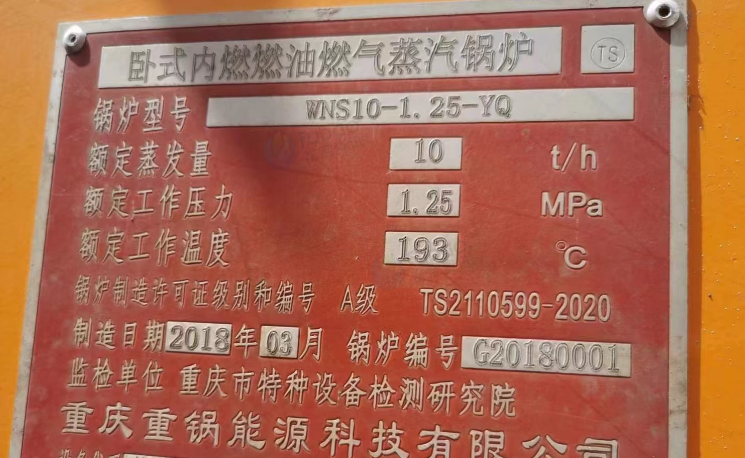 卧式内燃燃油燃气蒸汽锅炉 TS
锅炉型号 WNS10-1.25-YQ
额定蒸发量 10 t/h
额定工作压力 1.25 MPa
额定工作温度 193 ℃
锅炉制造许可证级别和编号 A级 TS2110599-2020
制造日期 2018 年 03 月 锅炉编号 G20180001
监检单位 重庆市特种设备检测研究院
重庆重锅能源科技有限公司